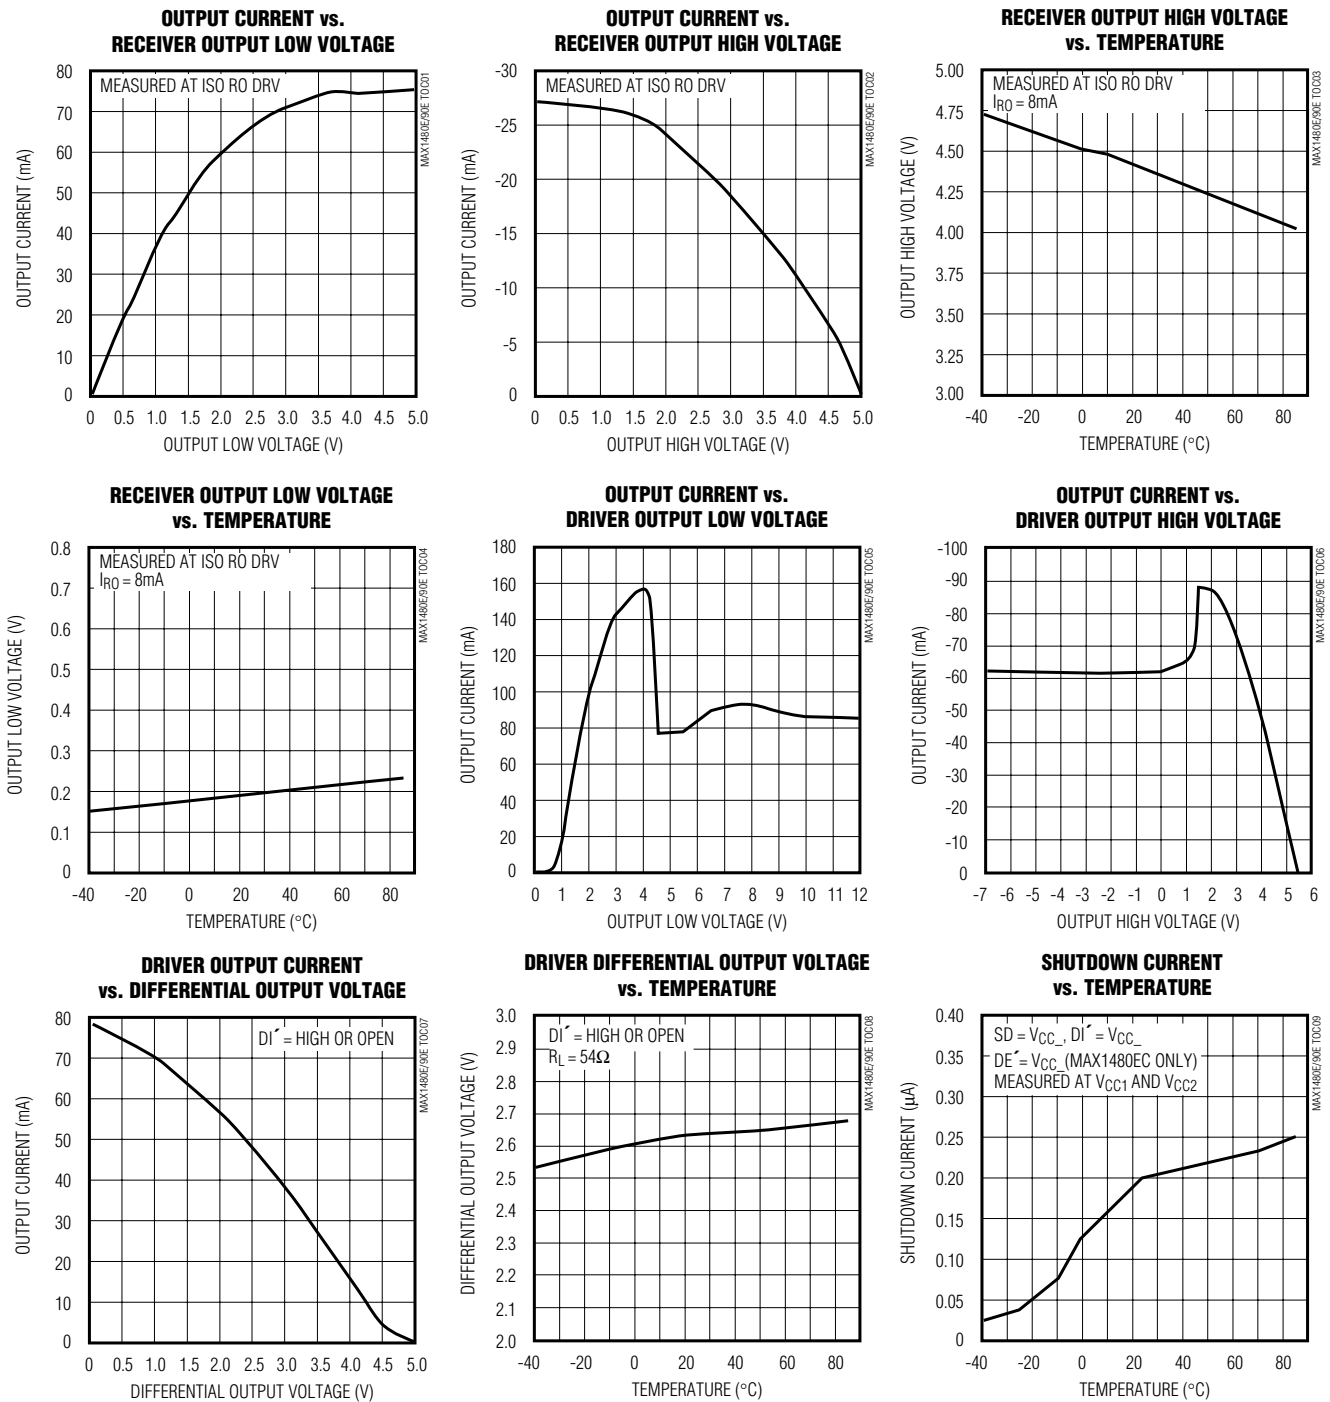 OUTPUT CURRENT vs.
RECEIVER OUTPUT LOW VOLTAGE
MEASURED AT ISO RO DRV
MAX1480E/90E TOC01
OUTPUT CURRENT (mA)
80
70
60
50
40
30
20
10
0
0 0.5 1.0 1.5 2.0 2.5 3.0 3.5 4.0 4.5 5.0
OUTPUT LOW VOLTAGE (V)
OUTPUT CURRENT vs.
RECEIVER OUTPUT HIGH VOLTAGE
MEASURED AT ISO RO DRV
MAX1480E/90E TOC02
OUTPUT CURRENT (mA)
-30
-25
-20
-15
-10
-5
0
0 0.5 1.0 1.5 2.0 2.5 3.0 3.5 4.0 4.5 5.0
OUTPUT HIGH VOLTAGE (V)
RECEIVER OUTPUT HIGH VOLTAGE
vs. TEMPERATURE
MEASURED AT ISO RO DRV
IRO = 8mA
MAX1480E/90E TOC03
OUTPUT HIGH VOLTAGE (V)
5.00
4.75
4.50
4.25
4.00
3.75
3.50
3.25
3.00
-40 -20 0 20 40 60 80
TEMPERATURE (°C)
RECEIVER OUTPUT LOW VOLTAGE
vs. TEMPERATURE
MEASURED AT ISO RO DRV
IRO = 8mA
MAX1480E/90E TOC04
OUTPUT LOW VOLTAGE (V)
0.8
0.7
0.6
0.5
0.4
0.3
0.2
0.1
0
-40 -20 0 20 40 60 80
TEMPERATURE (°C)
OUTPUT CURRENT vs.
DRIVER OUTPUT LOW VOLTAGE
MAX1480E/90E TOC05
OUTPUT CURRENT (mA)
180
160
140
120
100
80
60
40
20
0
0 1 2 3 4 5 6 7 8 9 10 11 12
OUTPUT LOW VOLTAGE (V)
OUTPUT CURRENT vs.
DRIVER OUTPUT HIGH VOLTAGE
MAX1480E/90E TOC06
OUTPUT CURRENT (mA)
-100
-90
-80
-70
-60
-50
-40
-30
-20
-10
0
-7 -6 -5 -4 -3 -2 -1 0 1 2 3 4 5 6
OUTPUT HIGH VOLTAGE (V)
DRIVER OUTPUT CURRENT
vs. DIFFERENTIAL OUTPUT VOLTAGE
DI´ = HIGH OR OPEN
MAX1480E/90E TOC07
OUTPUT CURRENT (mA)
80
70
60
50
40
30
20
10
0
0 0.5 1.0 1.5 2.0 2.5 3.0 3.5 4.0 4.5 5.0
DIFFERENTIAL OUTPUT VOLTAGE (V)
DRIVER DIFFERENTIAL OUTPUT VOLTAGE
vs. TEMPERATURE
DI´ = HIGH OR OPEN
RL = 54Ω
MAX1480E/90E TOC08
DIFFERENTIAL OUTPUT VOLTAGE (V)
3.0
2.9
2.8
2.7
2.6
2.5
2.4
2.3
2.2
2.1
2.0
-40 -20 0 20 40 60 80
TEMPERATURE (°C)
SHUTDOWN CURRENT
vs. TEMPERATURE
SD = VCC_, DI´ = VCC_
DE´= VCC_(MAX1480EC ONLY)
MEASURED AT VCC1 AND VCC2
MAX1480E/90E TOC09
SHUTDOWN CURRENT (µA)
0.40
0.35
0.30
0.25
0.20
0.15
0.10
0.05
0
-40 -20 0 20 40 60 80
TEMPERATURE (°C)